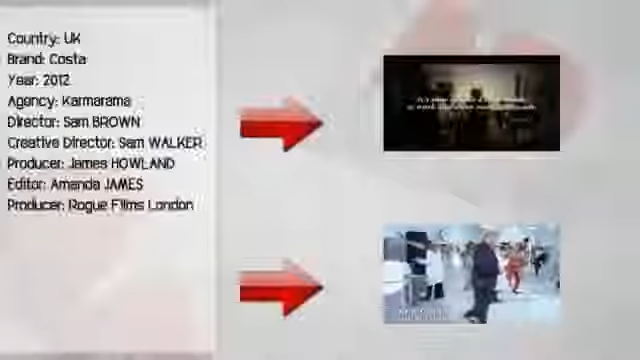 Country: UK
Brand: Costa
Year: 2012
Agency: Karmarama
Director: Sam BROWN
Creative Director: Sam WALKER
Producer: James HOWLAND
Editor: Amanda JAMES
Producer: Rogue Films London